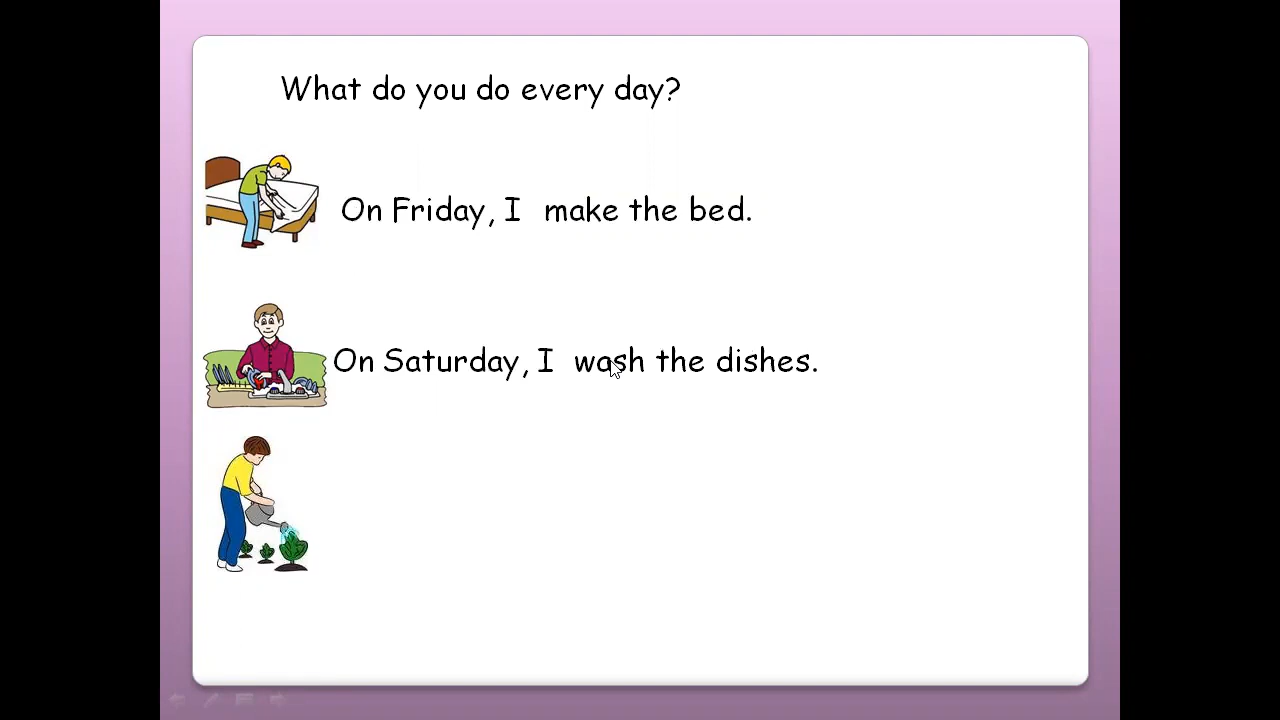 What do you do every day?
On Friday, I make the bed.
On Saturday, I wash the dishes.